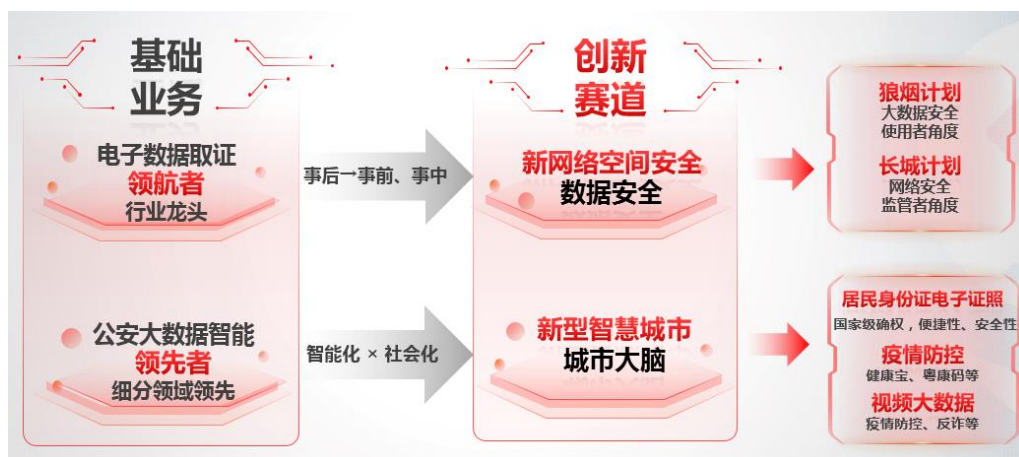 基础
业务
电子数据取证
领航者
行业龙头
公安大数据智能
领先者
细分领域领先
事后→事前、事中
智能化 × 社会化
创新
赛道
新网络空间安全
数据安全
新型智慧城市
城市大脑
狼烟计划
大数据安全
使用者角度
长城计划
网络安全
监管者角度
居民身份证电子证照
国家级确权，便捷性、安全性
疫情防控
健康宝、粤康码等
视频大数据
疫情防控、反诈等